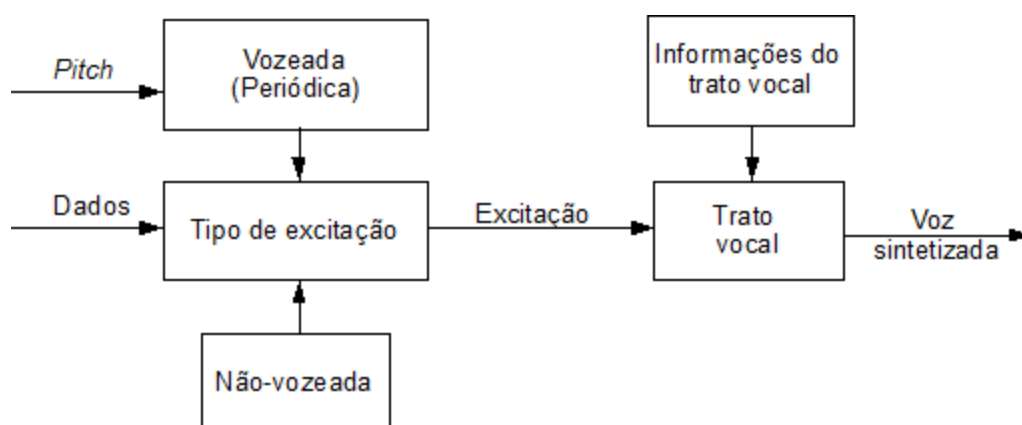 Pitch
Vozeada
(Periódica)
Informações do
trato vocal
Dados
Tipo de excitação
Excitação
Trato
vocal
Voz
sintetizada
Não-vozeada